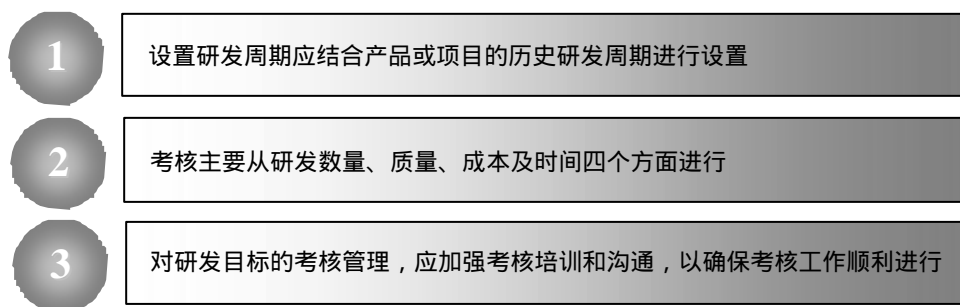 1
设置研发周期应结合产品或项目的历史研发周期进行设置
2
考核主要从研发数量、质量、成本及时间四个方面进行
3
对研发目标的考核管理，应加强考核培训和沟通，以确保考核工作顺利进行